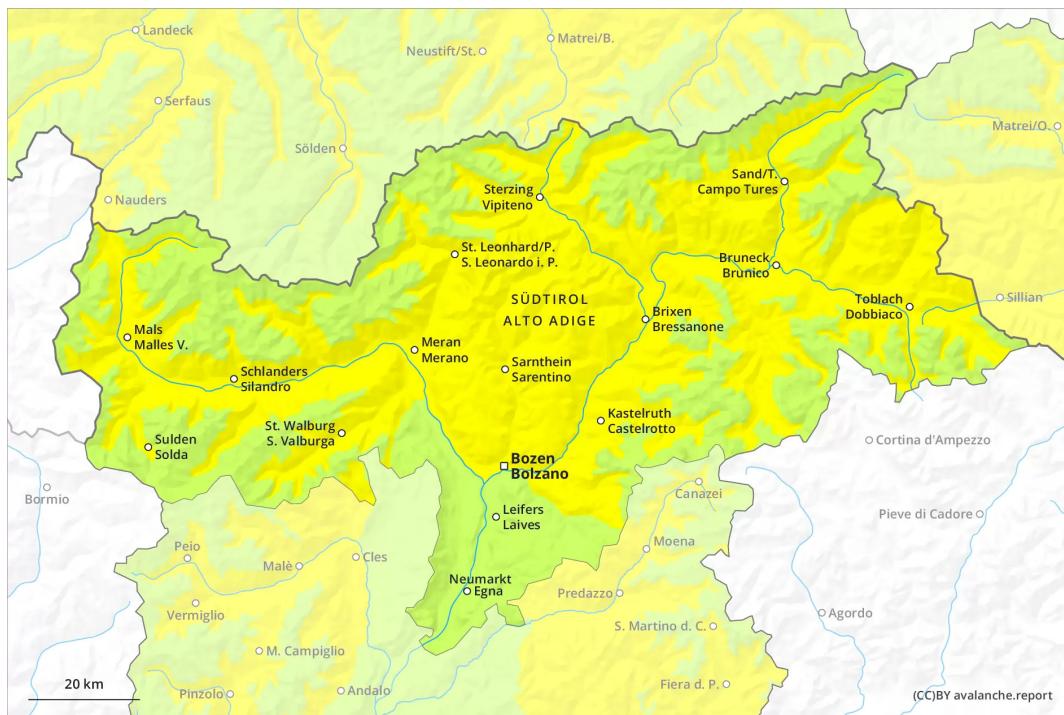 Landeck
Matrei/B.
Neustift/St.
Serfaus
Matrei/O.
Sölden
Sand/T.
Campo Tures
Sterzing
Vipiteno
Nauders
St. Leonhard/P.
S. Leonardo i. P.
Bruneck
Brunico
SÜDTIROL
ALTO ADIGE
Toblach
Dobbiaco
Sillian
Brixen
Bressanone
Mals
Malles V.
Meran
Merano
Sarnthein
Sarentino
Schlanders
Silandro
Kastelruth
Castelrotto
St. Walburg
S. Valburga
Sulden
Solda
Cortina d'Ampezzo
Bozen
Bolzano
Bormio
Canazei
Leifers
Laives
Pieve di Cadore
Moena
Peio
Cles
Malè
Neumarkt
Egna
Predazzo
Vermiglio
Agordo
S. Martino d. C.
M. Campiglio
20 km
Pinzolo
Andalo
Fiera d. P.
(CC)BY avalanche.report